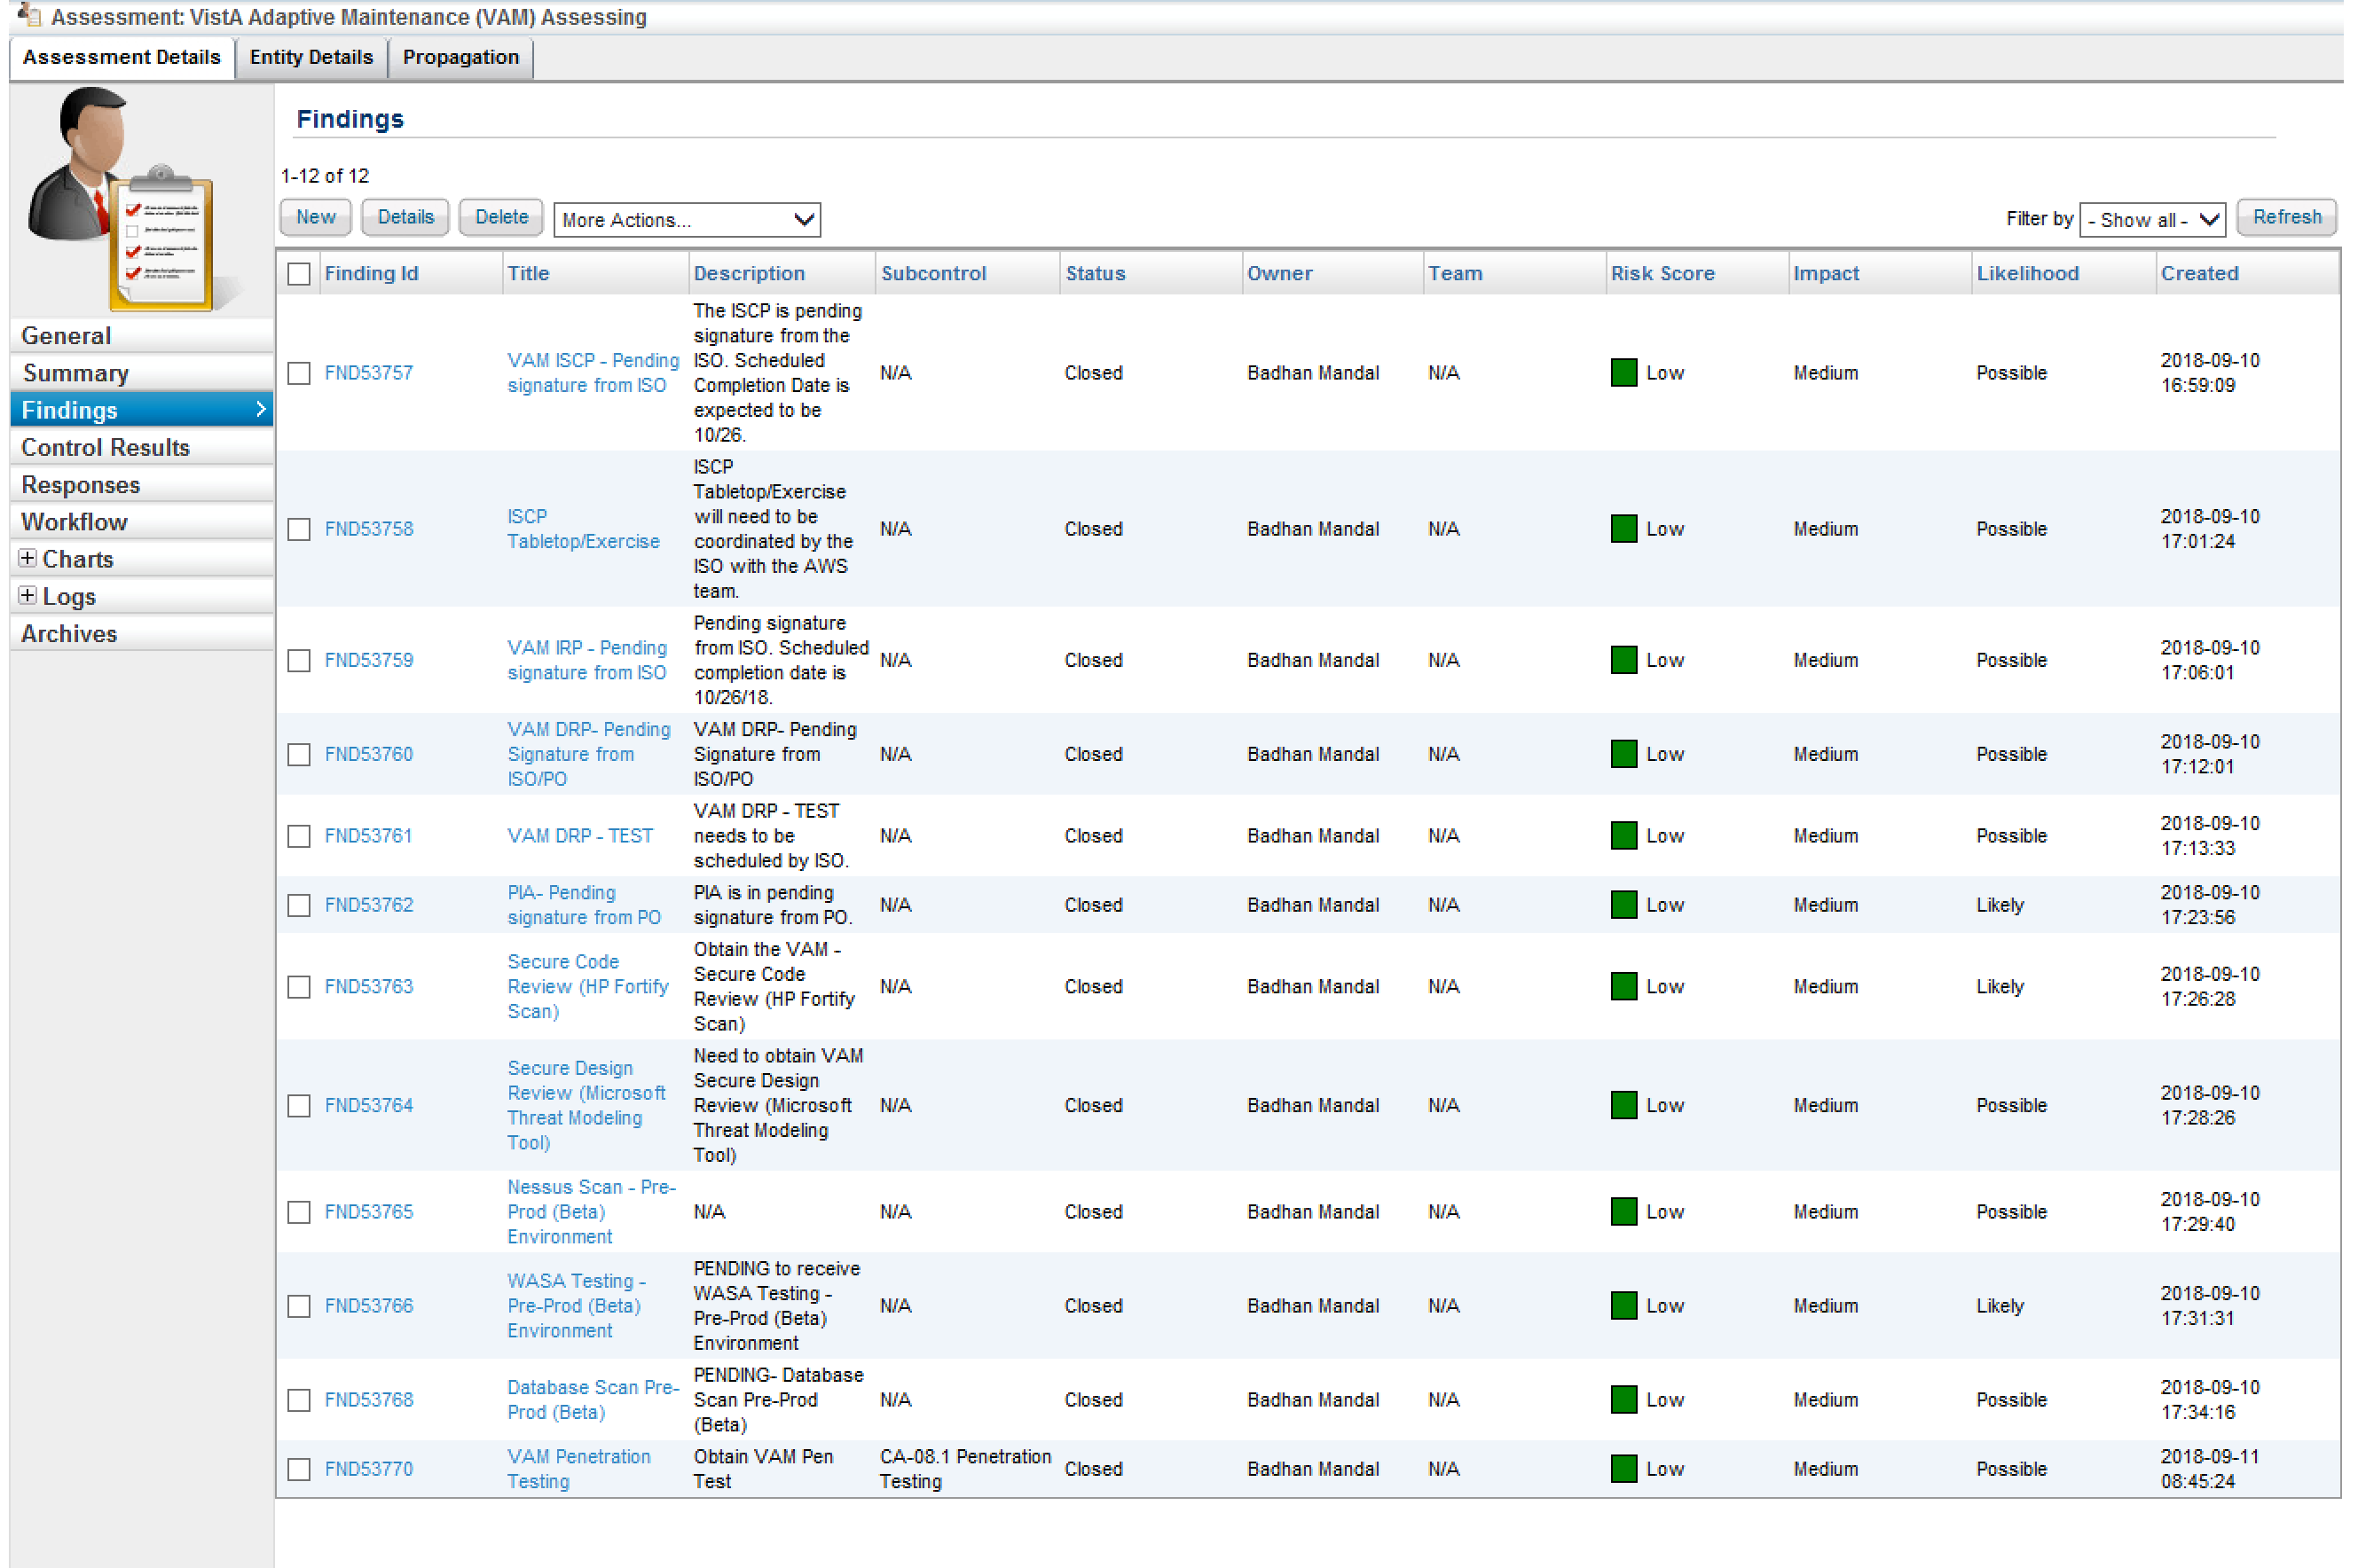 Assessment: VistA Adaptive Maintenance (VAM) Assessing
Assessment Details
Entity Details
Propagation
General
Summary
Findings
Control Results
Responses
Workflow
Charts
Logs
Archives
Findings
1-12 of 12
New
Details
Delete
More Actions...
Filter by
- Show all -
Refresh
Finding Id
Title
Description
Subcontrol
Status
Owner
Team
Risk Score
Impact
Likelihood
Created
FND53757
VAM ISCP - Pending
signature from ISO
The ISCP is pending
signature from the
ISO. Scheduled
Completion Date is
expected to be
10/26.
N/A
Closed
Badhan Mandal
N/A
Low
Medium
Possible
2018-09-10
16:59:09
FND53758
ISCP
Tabletop/Exercise
ISCP
Tabletop/Exercise
will need to be
coordinated by the
ISO with the AWS
team.
N/A
Closed
Badhan Mandal
N/A
Low
Medium
Possible
2018-09-10
17:01:24
FND53759
VAM IRP - Pending
signature from ISO
Pending signature
from ISO. Scheduled
completion date is
10/26/18.
N/A
Closed
Badhan Mandal
N/A
Low
Medium
Possible
2018-09-10
17:06:01
FND53760
VAM DRP- Pending
Signature from
ISO/PO
VAM DRP- Pending
Signature from
ISO/PO
N/A
Closed
Badhan Mandal
N/A
Low
Medium
Possible
2018-09-10
17:12:01
FND53761
VAM DRP - TEST
VAM DRP - TEST
needs to be
scheduled by ISO.
N/A
Closed
Badhan Mandal
N/A
Low
Medium
Possible
2018-09-10
17:13:33
FND53762
PIA- Pending
signature from PO
PIA is in pending
signature from PO.
N/A
Closed
Badhan Mandal
N/A
Low
Medium
Likely
2018-09-10
17:23:56
FND53763
Secure Code
Review (HP Fortify
Scan)
Obtain the VAM -
Secure Code
Review (HP Fortify
Scan)
N/A
Closed
Badhan Mandal
N/A
Low
Medium
Likely
2018-09-10
17:26:28
FND53764
Secure Design
Review (Microsoft
Threat Modeling
Tool)
Need to obtain VAM
Secure Design
Review (Microsoft
Threat Modeling
Tool)
N/A
Closed
Badhan Mandal
N/A
Low
Medium
Possible
2018-09-10
17:28:26
FND53765
Nessus Scan - Pre-
Prod (Beta)
Environment
N/A
N/A
Closed
Badhan Mandal
N/A
Low
Medium
Possible
2018-09-10
17:29:40
FND53766
WASA Testing -
Pre-Prod (Beta)
Environment
PENDING to receive
WASA Testing -
Pre-Prod (Beta)
Environment
N/A
Closed
Badhan Mandal
N/A
Low
Medium
Likely
2018-09-10
17:31:31
FND53768
Database Scan Pre-
Prod (Beta)
PENDING- Database
Scan Pre-Prod
(Beta)
N/A
Closed
Badhan Mandal
N/A
Low
Medium
Possible
2018-09-10
17:34:16
FND53770
VAM Penetration
Testing
Obtain VAM Pen
Test
CA-08.1 Penetration
Testing
Closed
Badhan Mandal
N/A
Low
Medium
Possible
2018-09-11
08:45:24